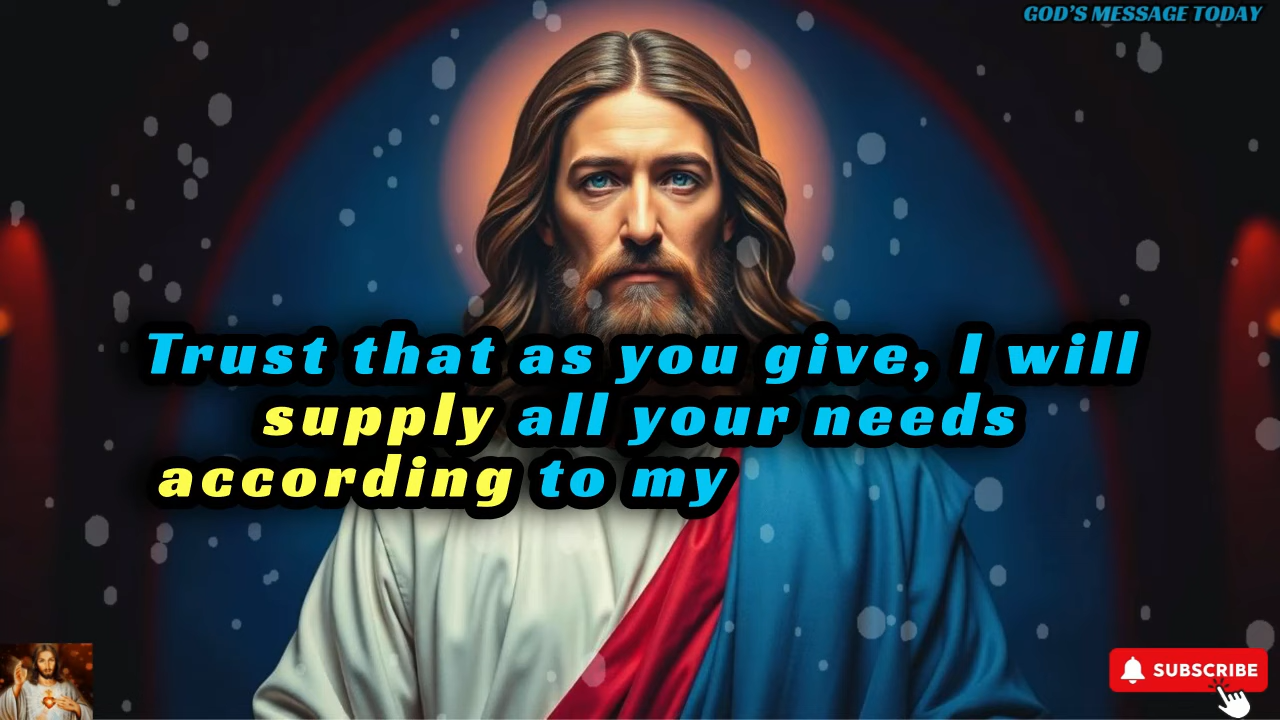 GOD'S MESSAGE TODAY
Trust that as you give, I will
supply all your needs
according to my
SUBSCRIBE